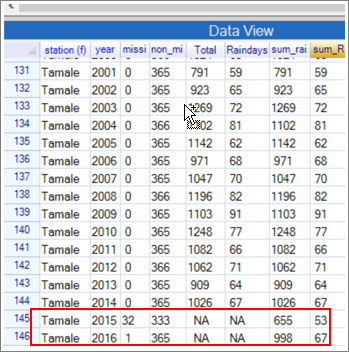 Data View
station (f) year missi non_mi Total Raindays sum_rai sum_R
131 Tamale 2001 0 365 791 59 791 59
132 Tamale 2002 0 365 923 65 923 65
133 Tamale 2003 0 365 1269 72 1269 72
134 Tamale 2004 0 366 1102 81 1102 81
135 Tamale 2005 0 365 1142 62 1142 62
136 Tamale 2006 0 365 971 68 971 68
137 Tamale 2007 0 365 1047 70 1047 70
138 Tamale 2008 0 366 1196 82 1196 82
139 Tamale 2009 0 365 1103 91 1103 91
140 Tamale 2010 0 365 1248 77 1248 77
141 Tamale 2011 0 365 1082 66 1082 66
142 Tamale 2012 0 366 1062 71 1062 71
143 Tamale 2013 0 365 909 64 909 64
144 Tamale 2014 0 365 1026 67 1026 67
145 Tamale 2015 32 333 NA NA 655 53
146 Tamale 2016 1 365 NA NA 998 67